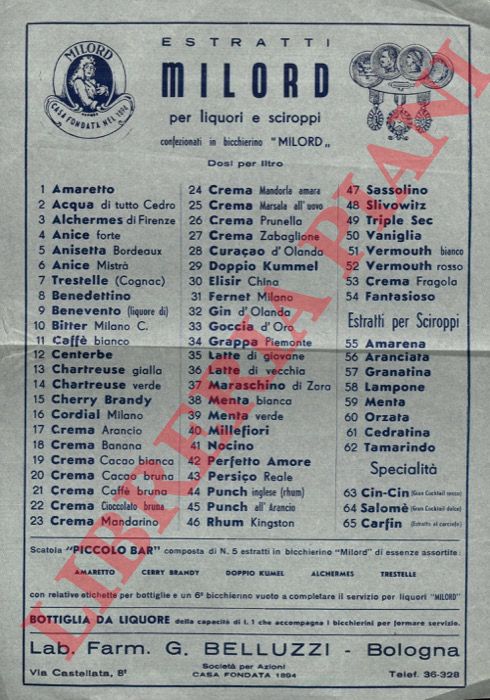 ESTRATTI
MILORD
per liquori e sciroppi
confezionati in bicchierino "MILORD„
Dosi per litro
MILORD
CASA FONDATA NEL 1894
1 Amaretto
2 Acqua di tutto Cedro
3 Alchermes di Firenze
4 Anice forte
5 Anisetta Bordeaux
6 Anice Mistrà
7 Trestelle (Cognac)
8 Benedettino
9 Benevento (liquore di)
10 Bitter Milano C.
11 Caffè bianco
12 Centerbe
13 Chartreuse gialla
14 Chartreuse verde
15 Cherry Brandy
16 Cordial Milano
17 Crema Arancio
18 Crema Banana
19 Crema Cacao bianca
20 Crema Cacao bruna
21 Crema Caffè bruna
22 Crema Cioccolato bruna
23 Crema Mandarino
24 Crema Mandorla amara
25 Crema Marsala all'uovo
26 Crema Prunella
27 Crema Zabaglione
28 Curaçao d'Olanda
29 Doppio Kummel
30 Elisir China
31 Fernet Milano
32 Gin d'Olanda
33 Goccia d'Oro
34 Grappa Piemonte
35 Latte di giovane
36 Latte di vecchia
37 Maraschino di Zara
38 Menta bianca
39 Menta verde
40 Millefiori
41 Nocino
42 Perfetto Amore
43 Persico Reale
44 Punch inglese (rhum)
45 Punch all'Arancio
46 Rhum Kingston
47 Sassolino
48 Slivowitz
49 Triple Sec
50 Vaniglia
51 Vermouth bianco
52 Vermouth rosso
53 Crema Fragola
54 Fantasioso
Estratti per Sciroppi
55 Amarena
56 Aranciata
57 Granatina
58 Lampone
59 Menta
60 Orzata
61 Cedratina
62 Tamarindo
Specialità
63 Cin-Cin (Gran Cocktail secco)
64 Salomè (Gran Cocktail dolce)
65 Carfin (Estratto al carciofo)
Scatola "PICCOLO BAR" composta di N. 5 estratti in bicchierino "Milord" di essenze assortite:
AMARETTO CERRY BRANDY DOPPIO KUMEL ALCHERMES TRESTELLE
con relative etichette per bottiglie e un 6° bicchierino vuoto a completare il servizio per liquori "MILORD"
BOTTIGLIA DA LIQUORE della capacità di l. 1 che accompagna i bicchierini per formare servizio.
Lab. Farm. G. BELLUZZI - Bologna
Via Castellata, 8²
Società per Azioni
CASA FONDATA 1894
Telef. 36-328
LIBRERIA PIANI